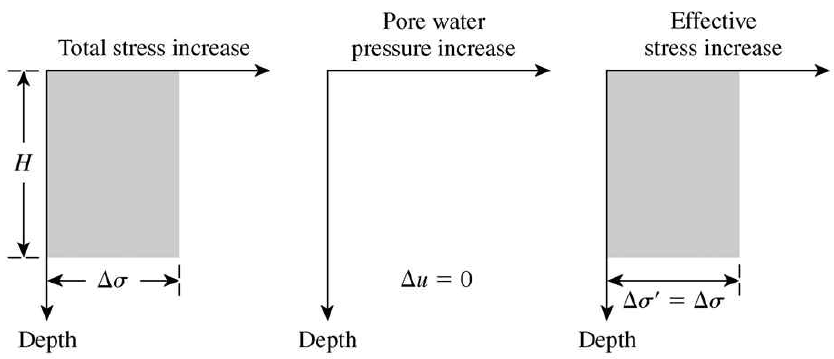 Total stress increase
Pore water
pressure increase
Effective
stress increase
H
Δσ
Δu = 0
Δσ′ = Δσ
Depth
Depth
Depth